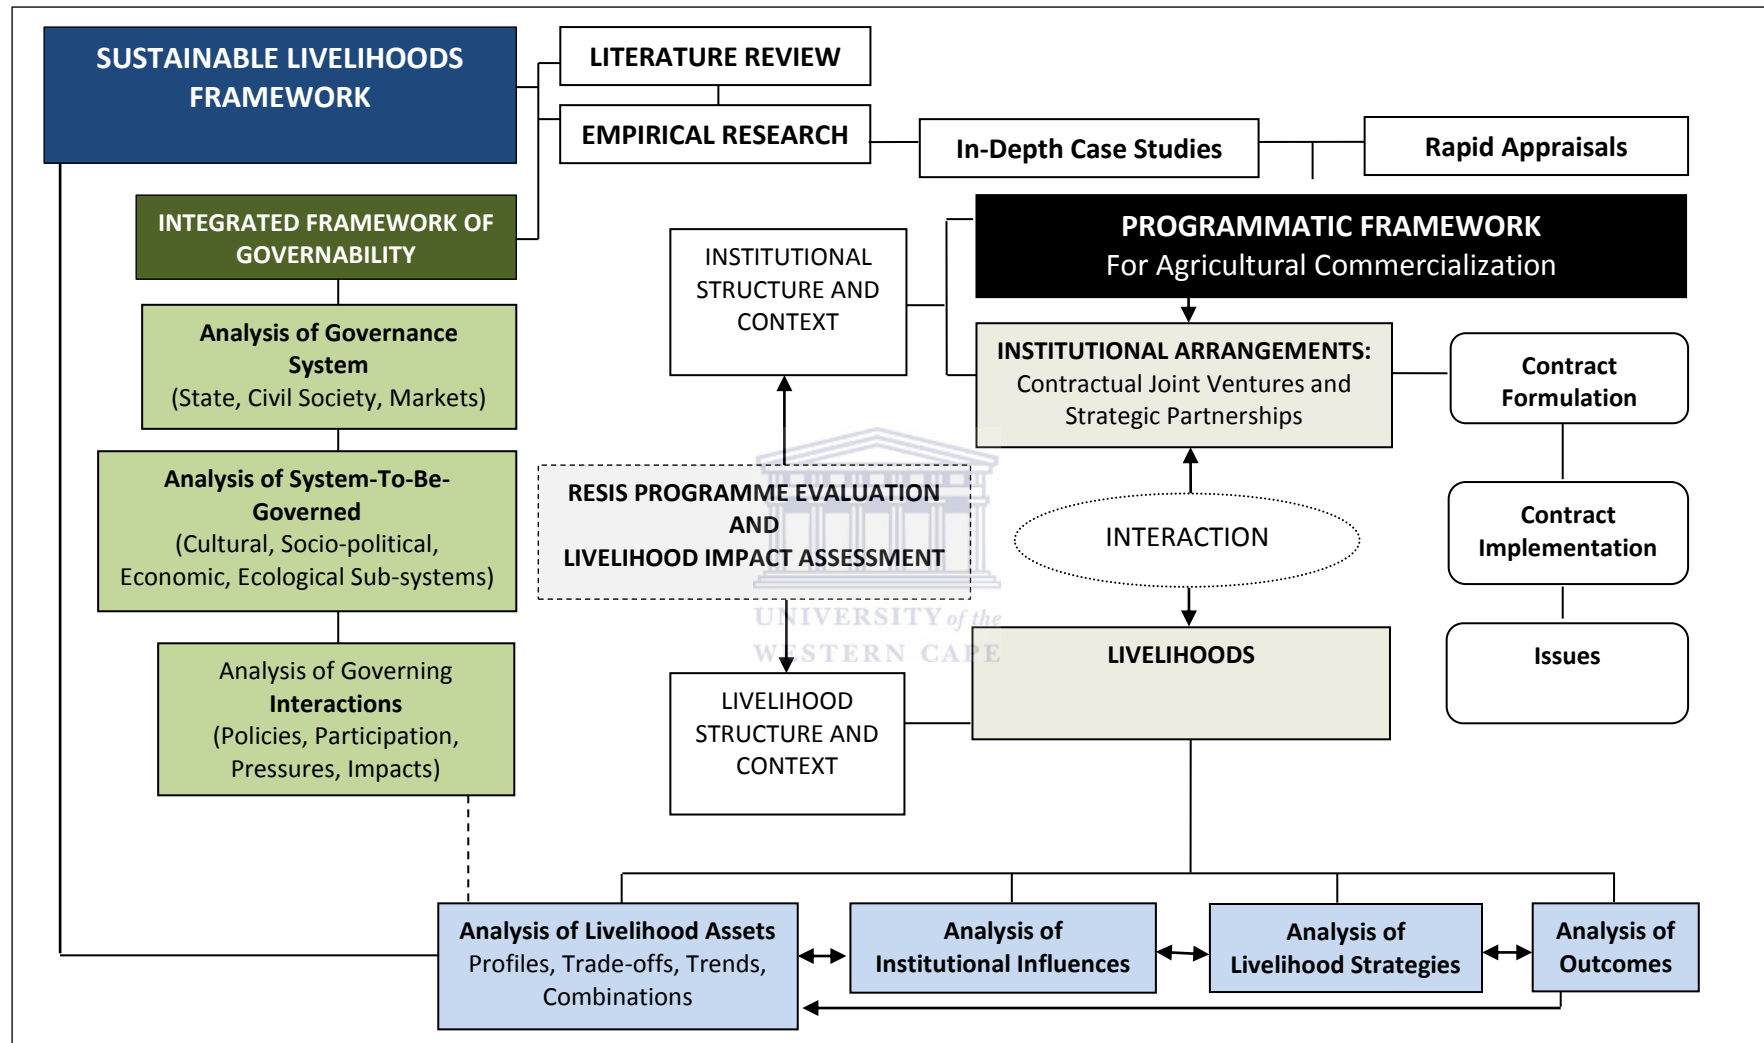 SUSTAINABLE LIVELIHOODS
FRAMEWORK
LITERATURE REVIEW
EMPIRICAL RESEARCH
In-Depth Case Studies
Rapid Appraisals
INTEGRATED FRAMEWORK OF
GOVERNABILITY
Analysis of Governance
System
(State, Civil Society, Markets)
Analysis of System-To-Be-
Governed
(Cultural, Socio-political,
Economic, Ecological Sub-systems)
Analysis of Governing
Interactions
(Policies, Participation,
Pressures, Impacts)
INSTITUTIONAL
STRUCTURE AND
CONTEXT
PROGRAMMATIC FRAMEWORK
For Agricultural Commercialization
INSTITUTIONAL ARRANGEMENTS:
Contractual Joint Ventures and
Strategic Partnerships
Contract
Formulation
RESIS PROGRAMME EVALUATION
AND
LIVELIHOOD IMPACT ASSESSMENT
INTERACTION
Contract
Implementation
UNIVERSITY of the
WESTERN CAPE
LIVELIHOODS
Issues
LIVELIHOOD
STRUCTURE AND
CONTEXT
Analysis of Livelihood Assets
Profiles, Trade-offs, Trends,
Combinations
Analysis of
Institutional Influences
Analysis of
Livelihood Strategies
Analysis of
Outcomes